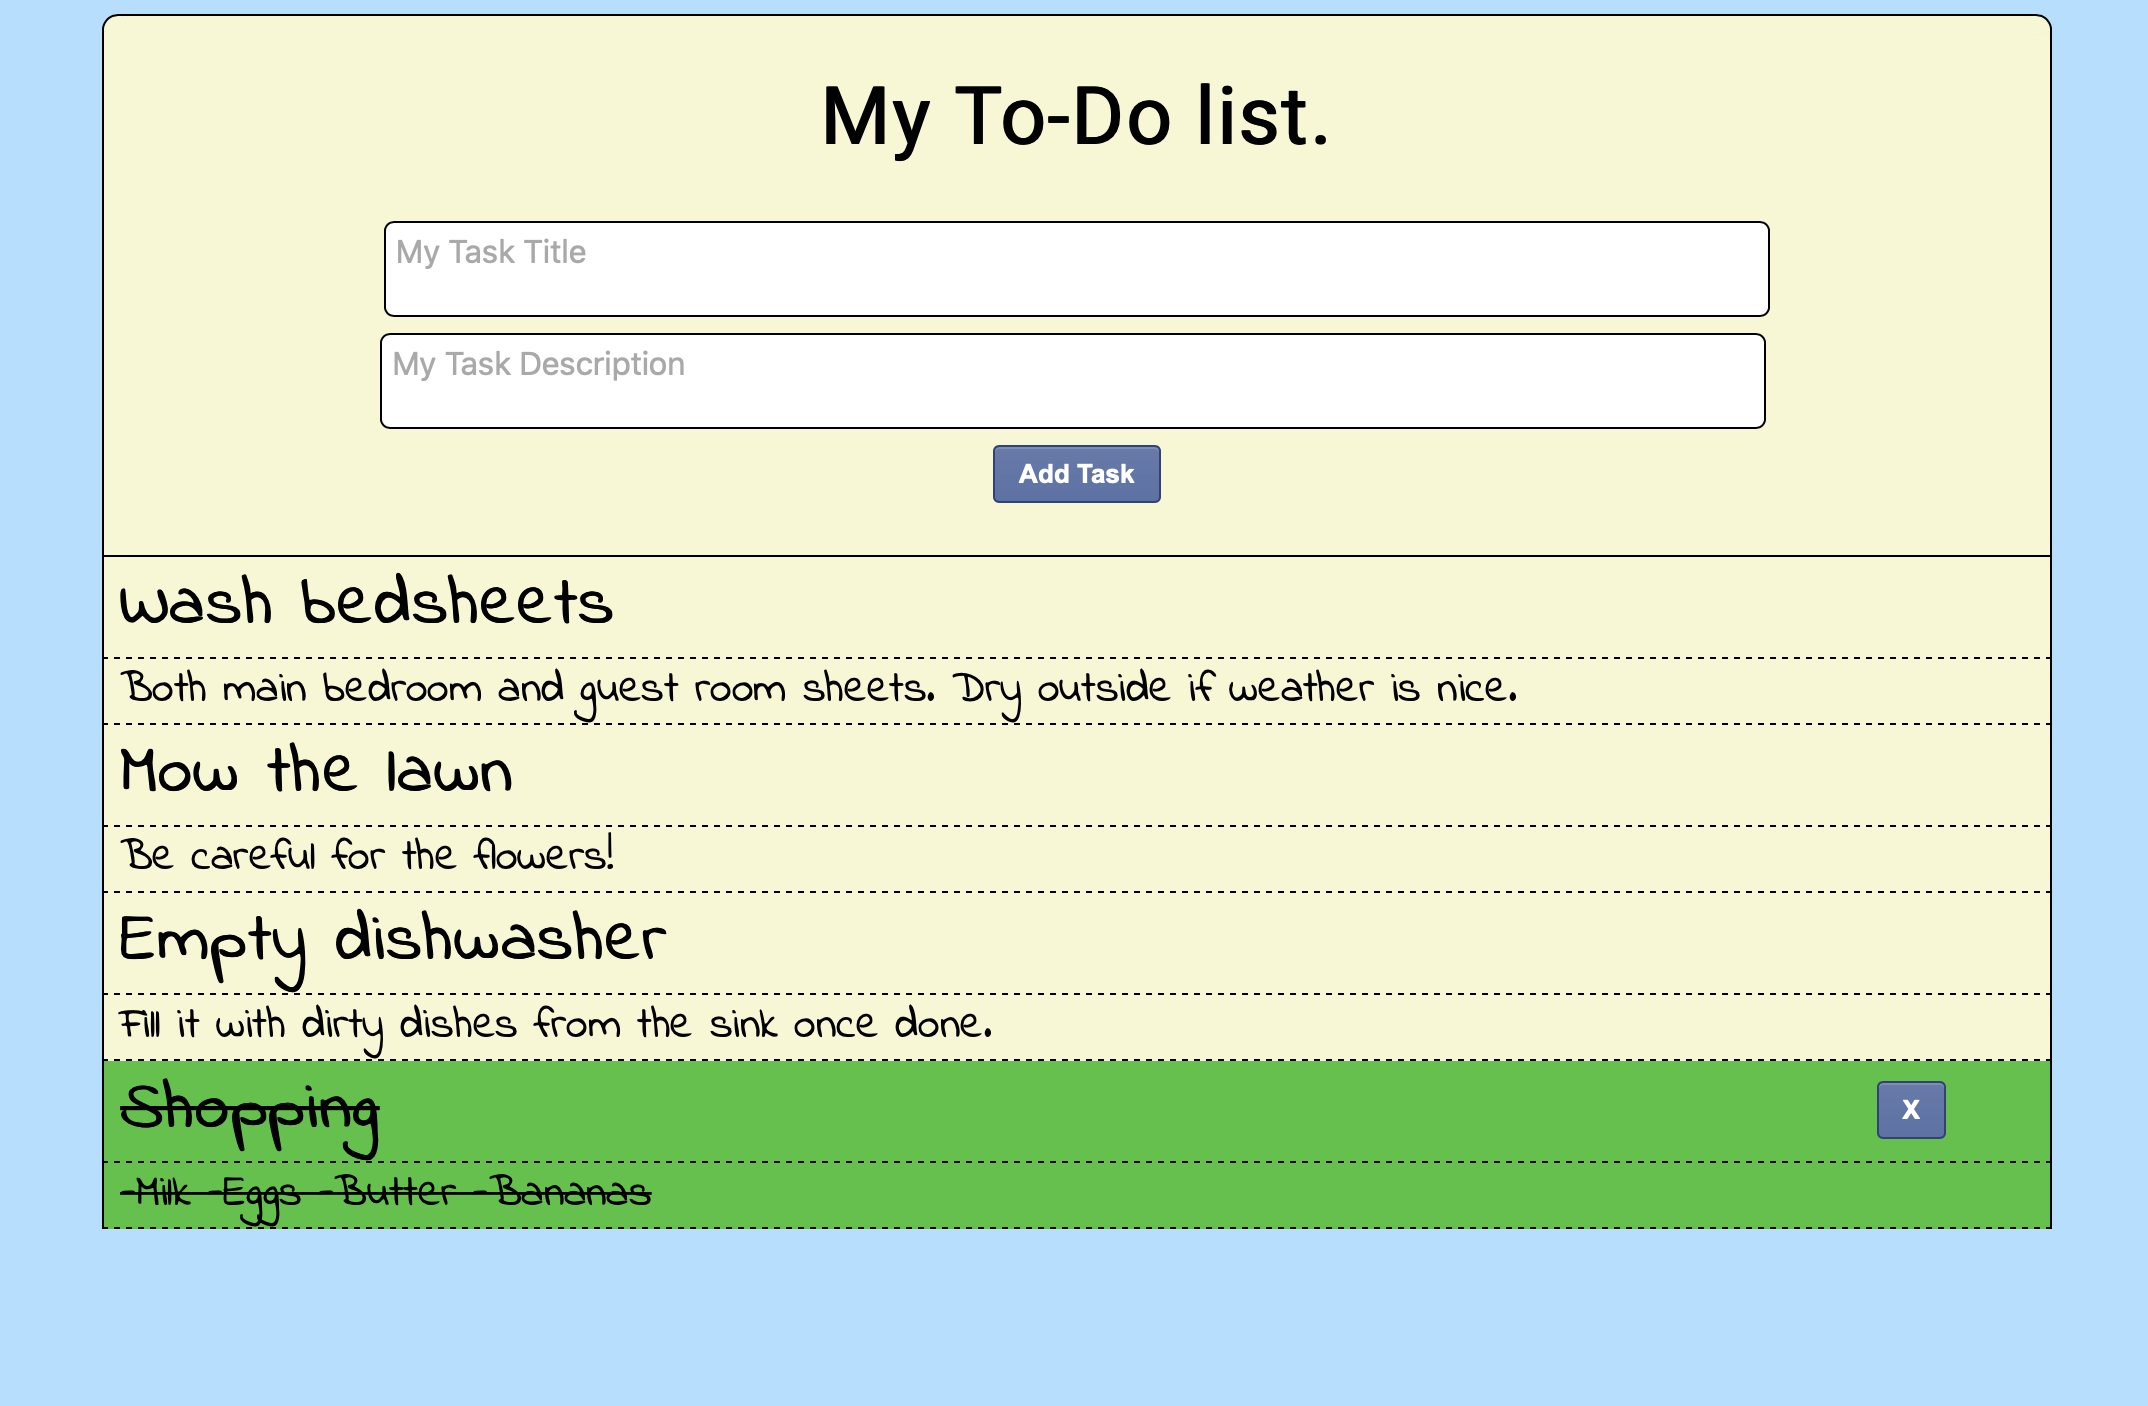 My To-Do list.
My Task Title
My Task Description
Add Task
Wash bedsheets
Both main bedroom and guest room sheets. Dry outside if weather is nice.
Mow the lawn
Be careful for the flowers!
Empty dishwasher
Fill it with dirty dishes from the sink once done.
Shopping
X
-Milk -Eggs -Butter -Bananas